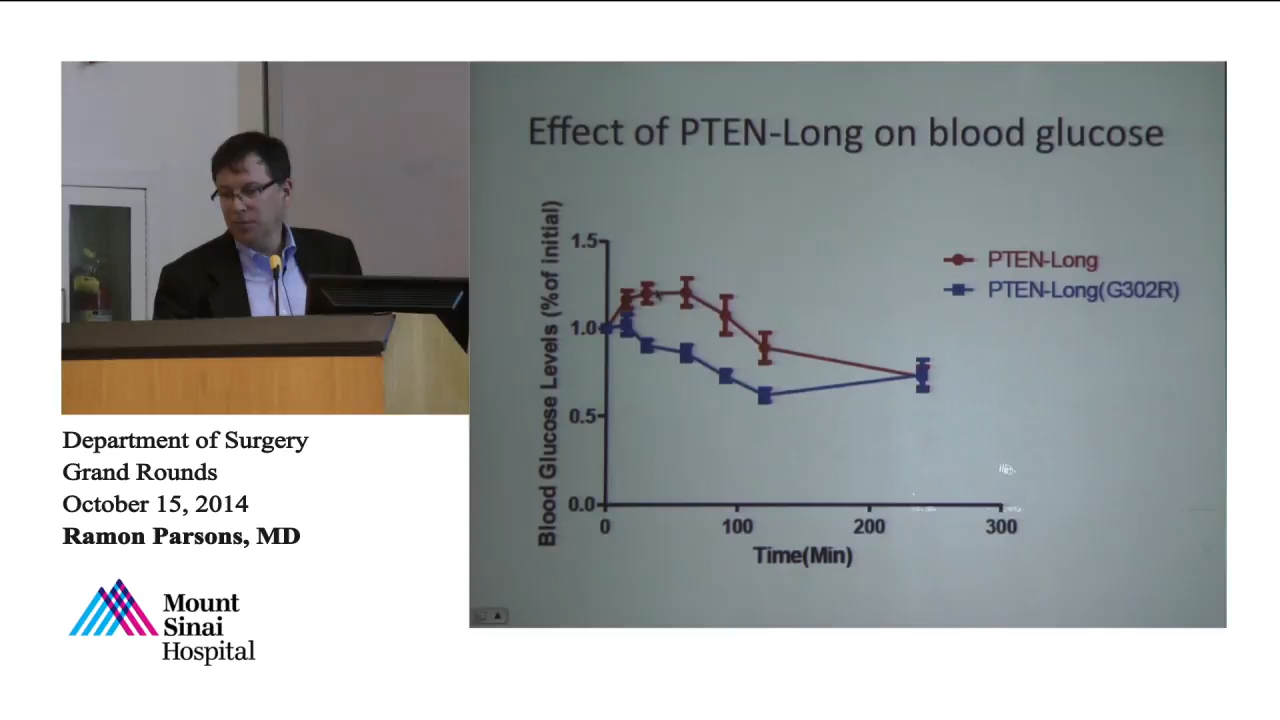 Effect of PTEN-Long on blood glucose
Blood Glucose Levels (% of initial)
1.5
1.0
0.5
0.0
0
100
200
300
Time(Min)
PTEN-Long
PTEN-Long(G302R)
Department of Surgery
Grand Rounds
October 15, 2014
Ramon Parsons, MD
Mount
Sinai
Hospital